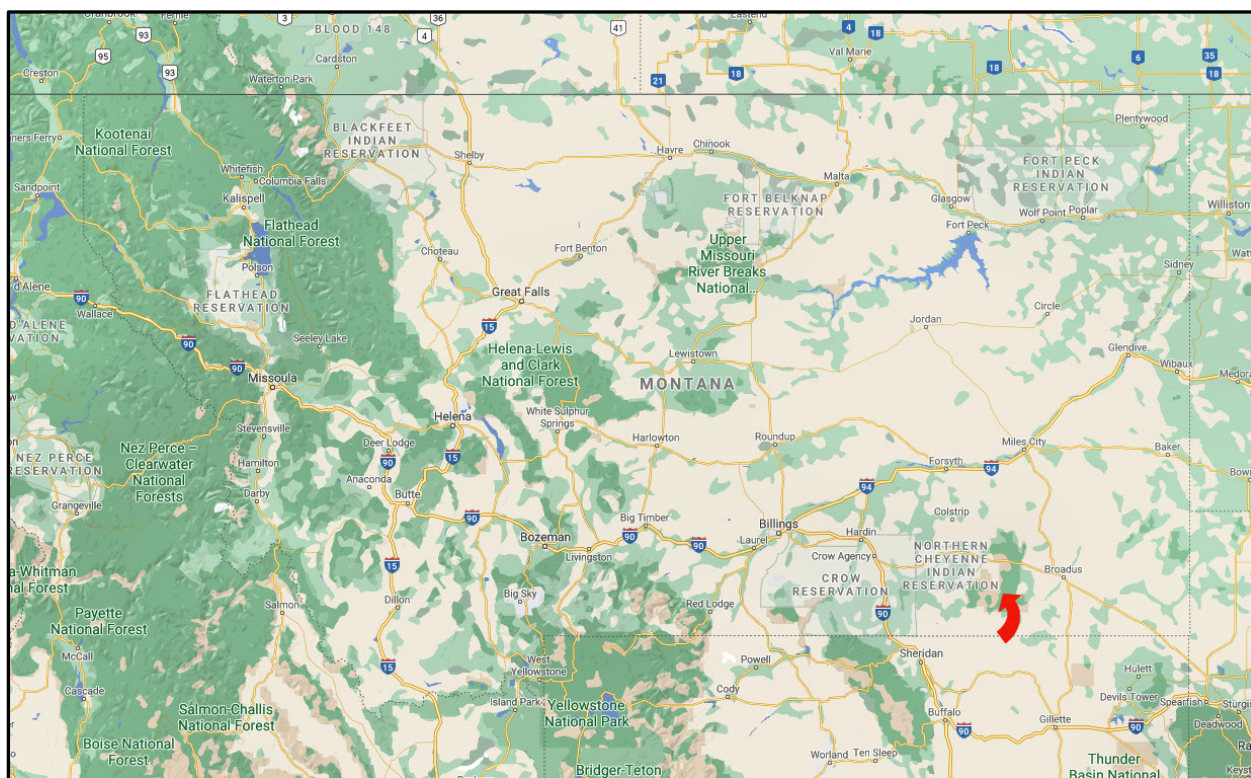 Cranbrook
Fernie
3
36
BLOOD 148
4
41
Eastend
4
18
93
95
93
Cardston
Val Marie
6
35
Creston
Waterton Park
21
18
18
18
Kootenai
National Forest
BLACKFEET
INDIAN
RESERVATION
Plentywood
ners Ferry
Shelby
Havre
Chinook
FORT PECK
INDIAN
RESERVATION
Whitefish
Columbia Falls
Malta
Sandpoint
Kalispell
FORT BELKNAP
RESERVATION
Glasgow
Wolf Point
Poplar
Williston
Flathead
National Forest
Fort Peck
Upper
Missouri
River Breaks
National...
Choteau
Fort Benton
Watf
Polson
Sidney
d'Alene
90
FLATHEAD
RESERVATION
Great Falls
Wallace
Circle
D'ALENE
VATION
15
Jordan
90
Seeley Lake
Helena-Lewis
and Clark
National Forest
Lewistown
Glendive
90
Wibaux
Medora
Missoula
MONTANA
Helena
White Sulphur
Springs
Stevensville
Deer Lodge
Harlowton
Roundup
Miles City
NEZ PERCE
RESERVATION
Nez Perce –
Clearwater
National
Forests
90
15
Baker
Hamilton
Forsyth
94
Bow
Anaconda
94
Darby
Butte
Grangeville
90
Colstrip
Big Timber
Billings
Hardin
Bozeman
90
90
Laurel
Livingston
Crow Agency
NORTHERN
CHEYENNE
INDIAN
RESERVATION
a-Whitman
nal Forest
15
CROW
RESERVATION
Broadus
Big Sky
Payette
National Forest
Salmon
Dillon
Red Lodge
90
McCall
Sheridan
15
West
Yellowstone
Powell
Hulett
Cascade
Cody
Devils Tower
Salmon-Challis
National Forest
Island Park
Yellowstone
National Park
Spearfish
Sturgi
Buffalo
Gillette
90
90
Deadwood
Boise National
Forest
Ra
Worland
Ten Sleep
Thunder
Basin National
Bridger-Teton
Keyst